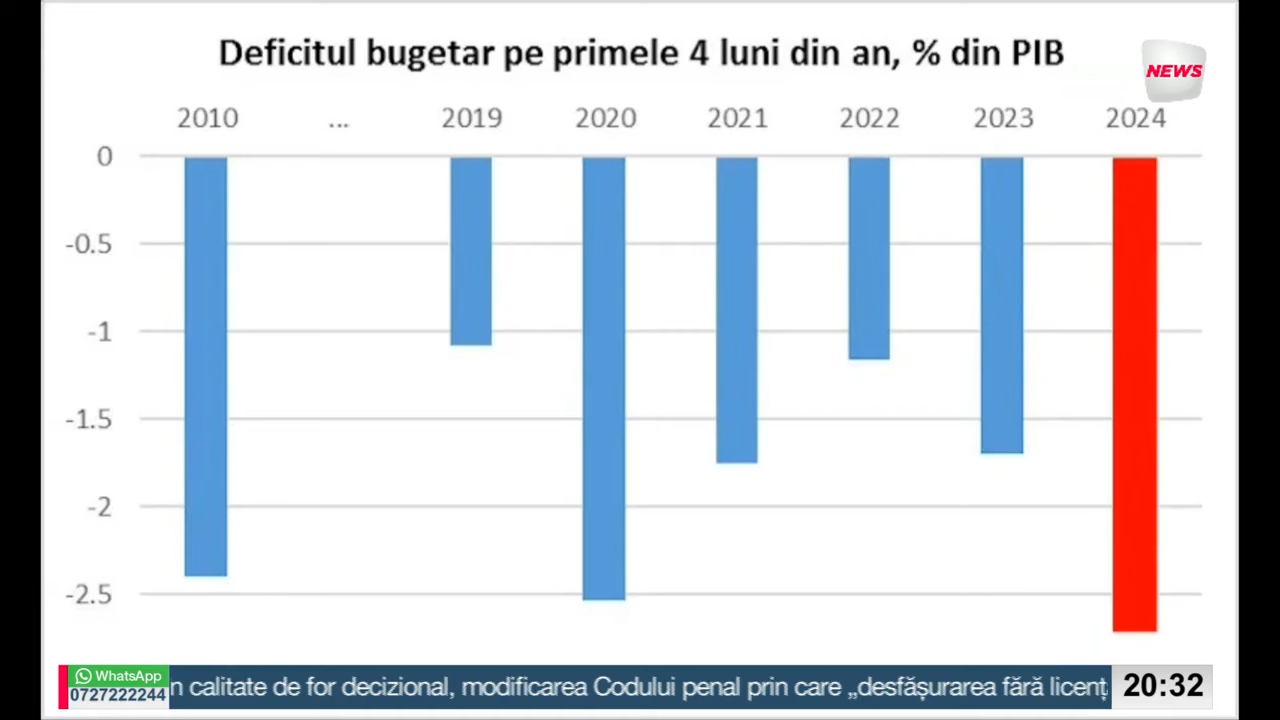 Deficitul bugetar pe primele 4 luni din an, % din PIB
NEWS
2010 ... 2019 2020 2021 2022 2023 2024
0
-0.5
-1
-1.5
-2
-2.5
WhatsApp
0727222244
n calitate de for decizional, modificarea Codului penal prin care „desfășurarea fără licenț
20:32